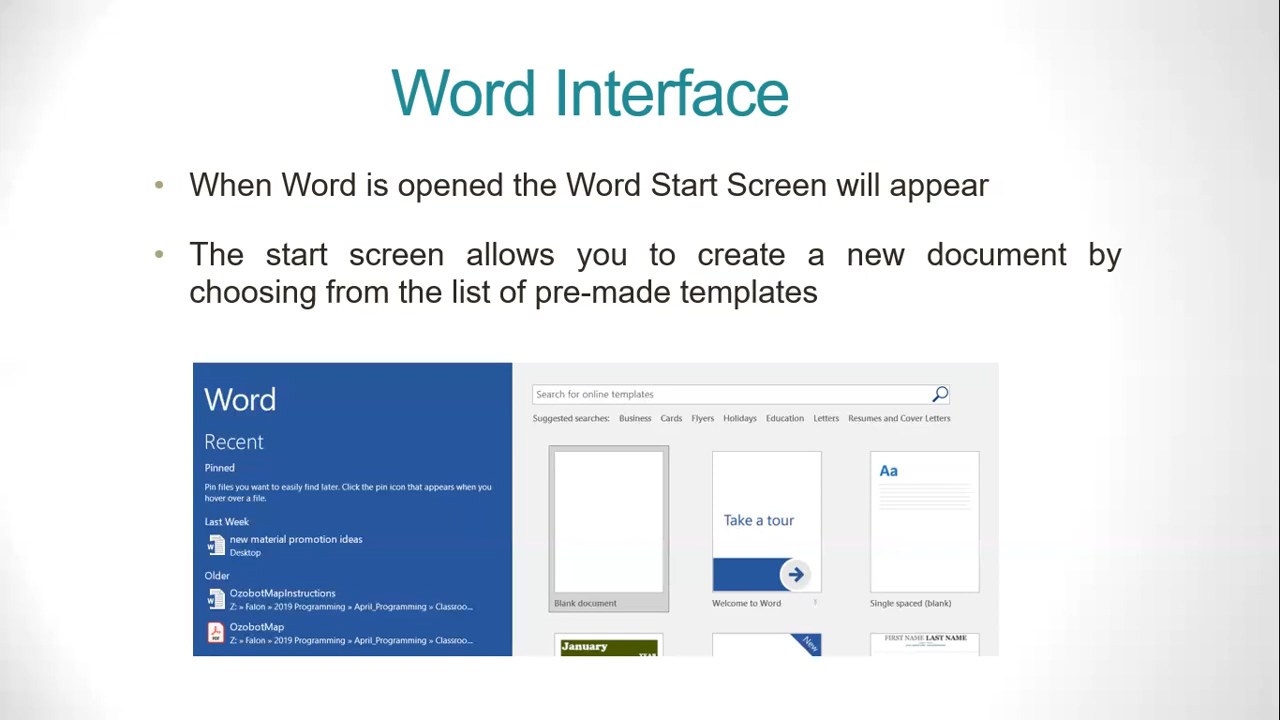 Word Interface
• When Word is opened the Word Start Screen will appear
• The start screen allows you to create a new document by
choosing from the list of pre-made templates
Word
Recent
Pinned
Pin files you want to easily find later. Click the pin icon that appears when you
hover over a file.
Last Week
new material promotion ideas
Desktop
Older
OzobotMapInstructions
Z: » Falon » 2019 Programming » April_Programming » Classroo...
OzobotMap
Z: » Falon » 2019 Programming » April_Programming » Classroo...
PDF
Search for online templates
Suggested searches: Business Cards Flyers Holidays Education Letters Resumes and Cover Letters
Take a tour
Aa
Blank document
Welcome to Word
Single spaced (blank)
January
YEAR
New
FIRST NAME LAST NAME